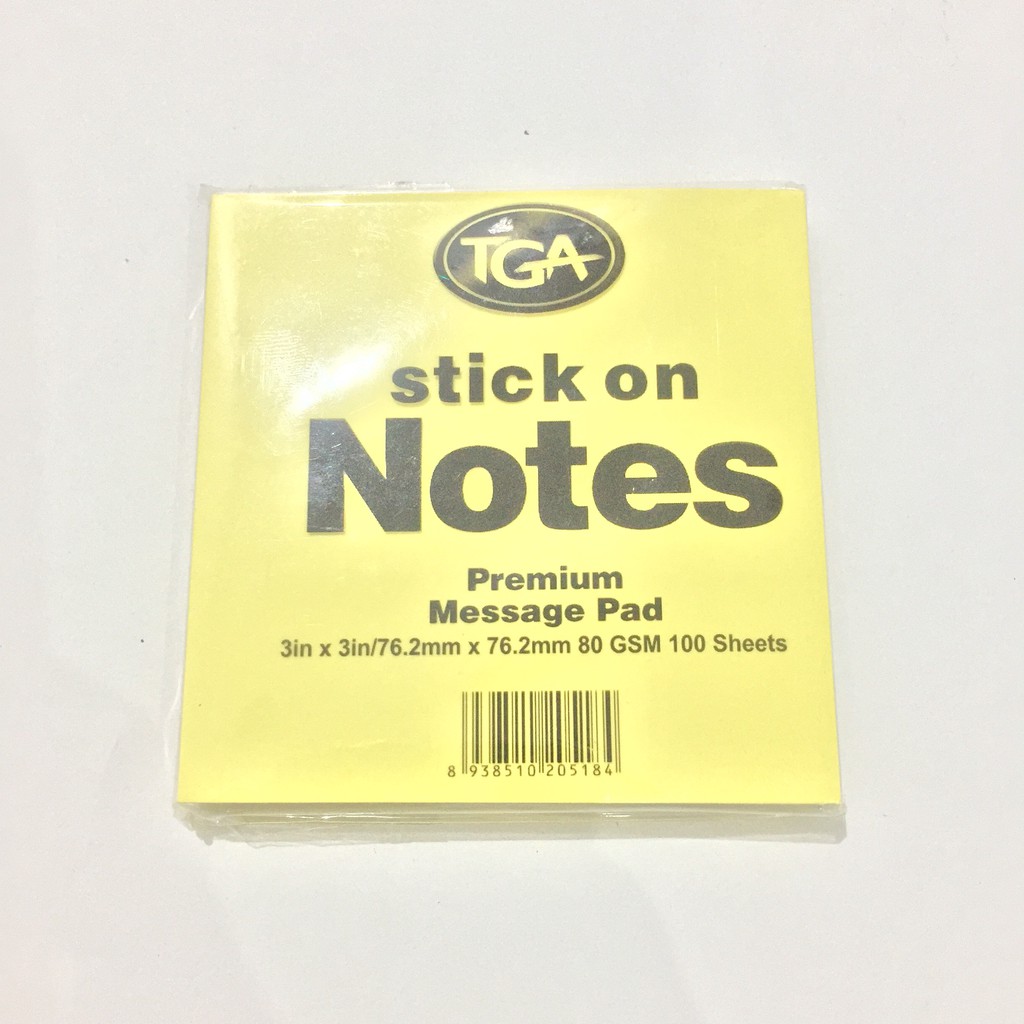 TGA
stick on
Notes
Premium
Message Pad
3in x 3in/76.2mm x 76.2mm 80 GSM 100 Sheets
8 938510 205184